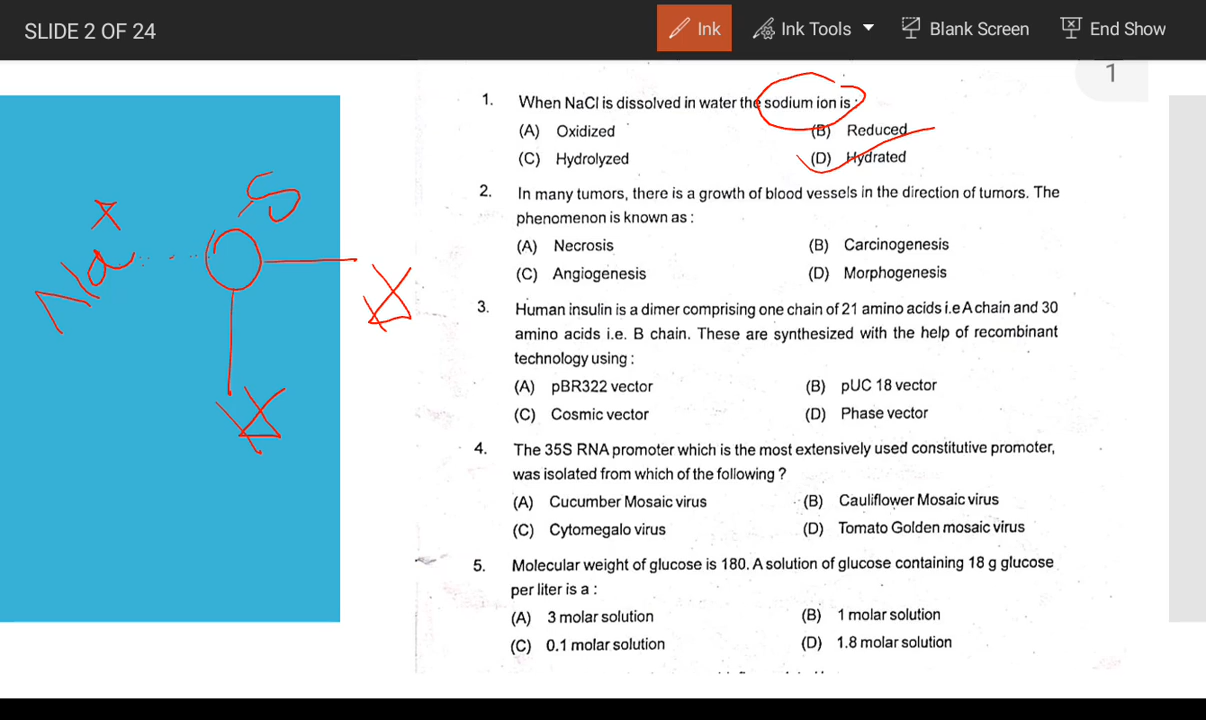 SLIDE 2 OF 24
Ink
Ink Tools
Blank Screen
End Show
1
1. When NaCl is dissolved in water the sodium ion is :
(A) Oxidized (B) Reduced
(C) Hydrolyzed (D) Hydrated
2. In many tumors, there is a growth of blood vessels in the direction of tumors. The
phenomenon is known as :
(A) Necrosis (B) Carcinogenesis
(C) Angiogenesis (D) Morphogenesis
3. Human insulin is a dimer comprising one chain of 21 amino acids i.e A chain and 30
amino acids i.e. B chain. These are synthesized with the help of recombinant
technology using :
(A) pBR322 vector (B) pUC 18 vector
(C) Cosmic vector (D) Phase vector
4. The 35S RNA promoter which is the most extensively used constitutive promoter,
was isolated from which of the following ?
(A) Cucumber Mosaic virus (B) Cauliflower Mosaic virus
(C) Cytomegalo virus (D) Tomato Golden mosaic virus
5. Molecular weight of glucose is 180. A solution of glucose containing 18 g glucose
per liter is a :
(A) 3 molar solution (B) 1 molar solution
(C) 0.1 molar solution (D) 1.8 molar solution
Na